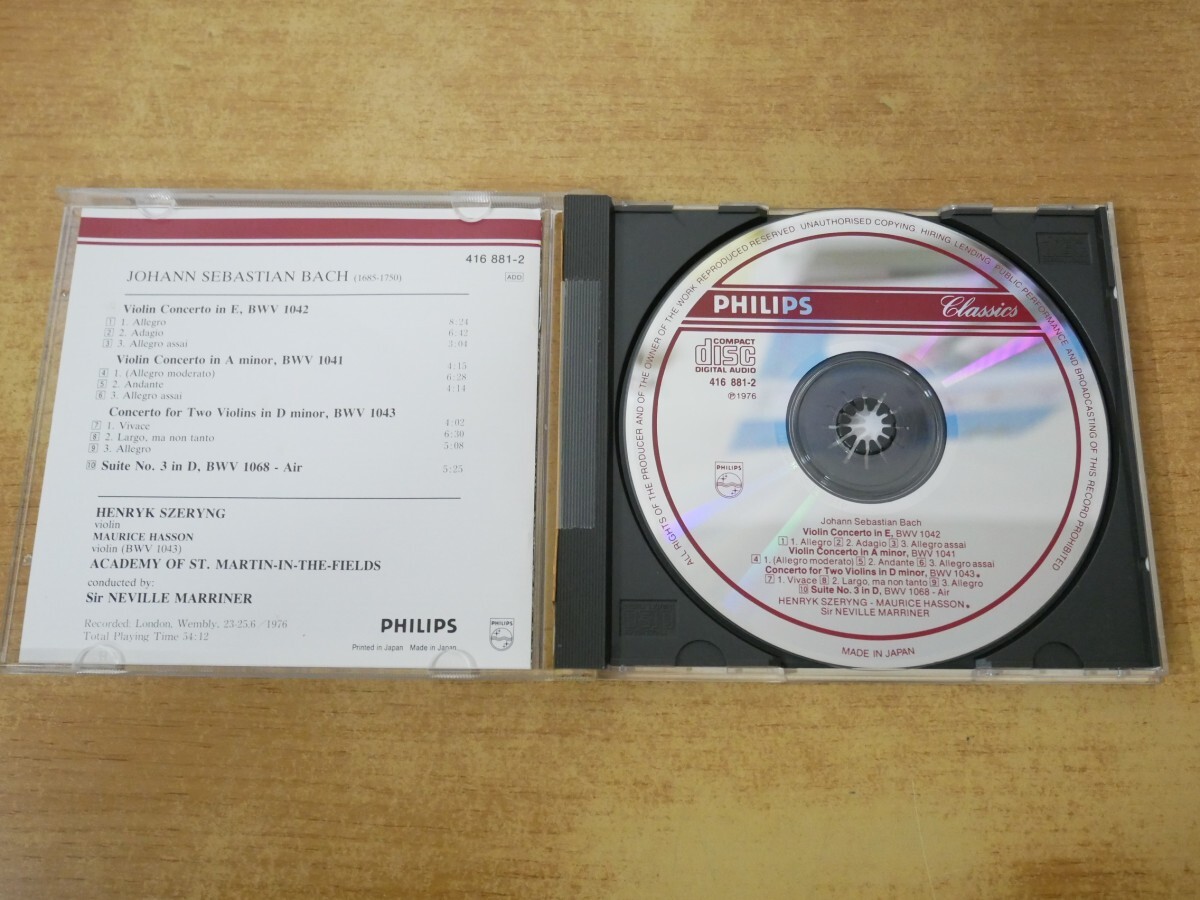 416 881-2
JOHANN SEBASTIAN BACH (1685-1750)
ADD
Violin Concerto in E, BWV 1042
1 1. Allegro 8:24
2 2. Adagio 6:42
3 3. Allegro assai 3:04
Violin Concerto in A minor, BWV 1041
4 1. (Allegro moderato) 4:15
5 2. Andante 6:28
6 3. Allegro assai 4:14
Concerto for Two Violins in D minor, BWV 1043
7 1. Vivace 4:02
8 2. Largo, ma non tanto 6:30
9 3. Allegro 5:08
10 Suite No. 3 in D, BWV 1068 - Air 5:25
HENRYK SZERYNG
violin
MAURICE HASSON
violin (BWV 1043)
ACADEMY OF ST. MARTIN-IN-THE-FIELDS
conducted by:
Sir NEVILLE MARRINER
Recorded: London, Wembly, 23-25.6/1976
Total Playing Time 54:12
PHILIPS
PHILIPS
Printed in Japan Made in Japan
ALL RIGHTS OF THE PRODUCER AND OF THE OWNER OF THE WORK REPRODUCED RESERVED. UNAUTHORISED COPYING, HIRING, LENDING, PUBLIC PERFORMANCE AND BROADCASTING OF THIS RECORD PROHIBITED
PHILIPS Classics
COMPACT
disc
DIGITAL AUDIO
416 881-2
℗1976
PHILIPS
Johann Sebastian Bach
Violin Concerto in E, BWV 1042
1 1. Allegro 2 2. Adagio 3 3. Allegro assai
Violin Concerto in A minor, BWV 1041
4 1. (Allegro moderato) 5 2. Andante 6 3. Allegro assai
Concerto for Two Violins in D minor, BWV 1043*
7 1. Vivace 8 2. Largo, ma non tanto 9 3. Allegro
10 Suite No. 3 in D, BWV 1068 - Air
HENRYK SZERYNG - MAURICE HASSON*
Sir NEVILLE MARRINER
MADE IN JAPAN